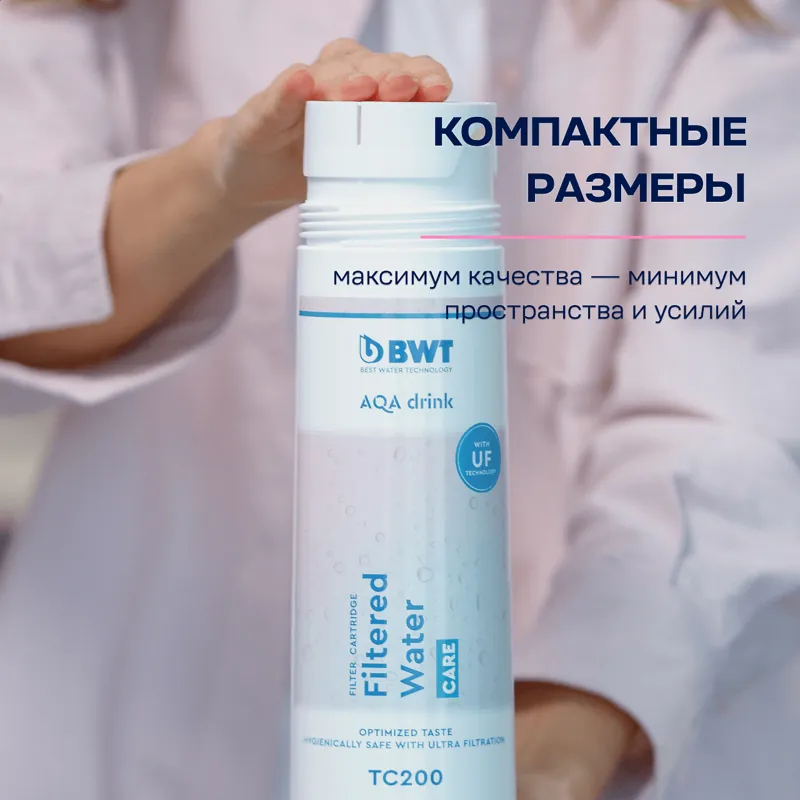 КОМПАКТНЫЕ
РАЗМЕРЫ
максимум качества — минимум
пространства и усилий
BWT
BEST WATER TECHNOLOGY
AQA drink
WITH
UF
TECHNOLOGY
FILTER CARTRIDGE
Filtered
Water
CARE
OPTIMIZED TASTE
HYGIENICALLY SAFE WITH ULTRA FILTRATION
TC200